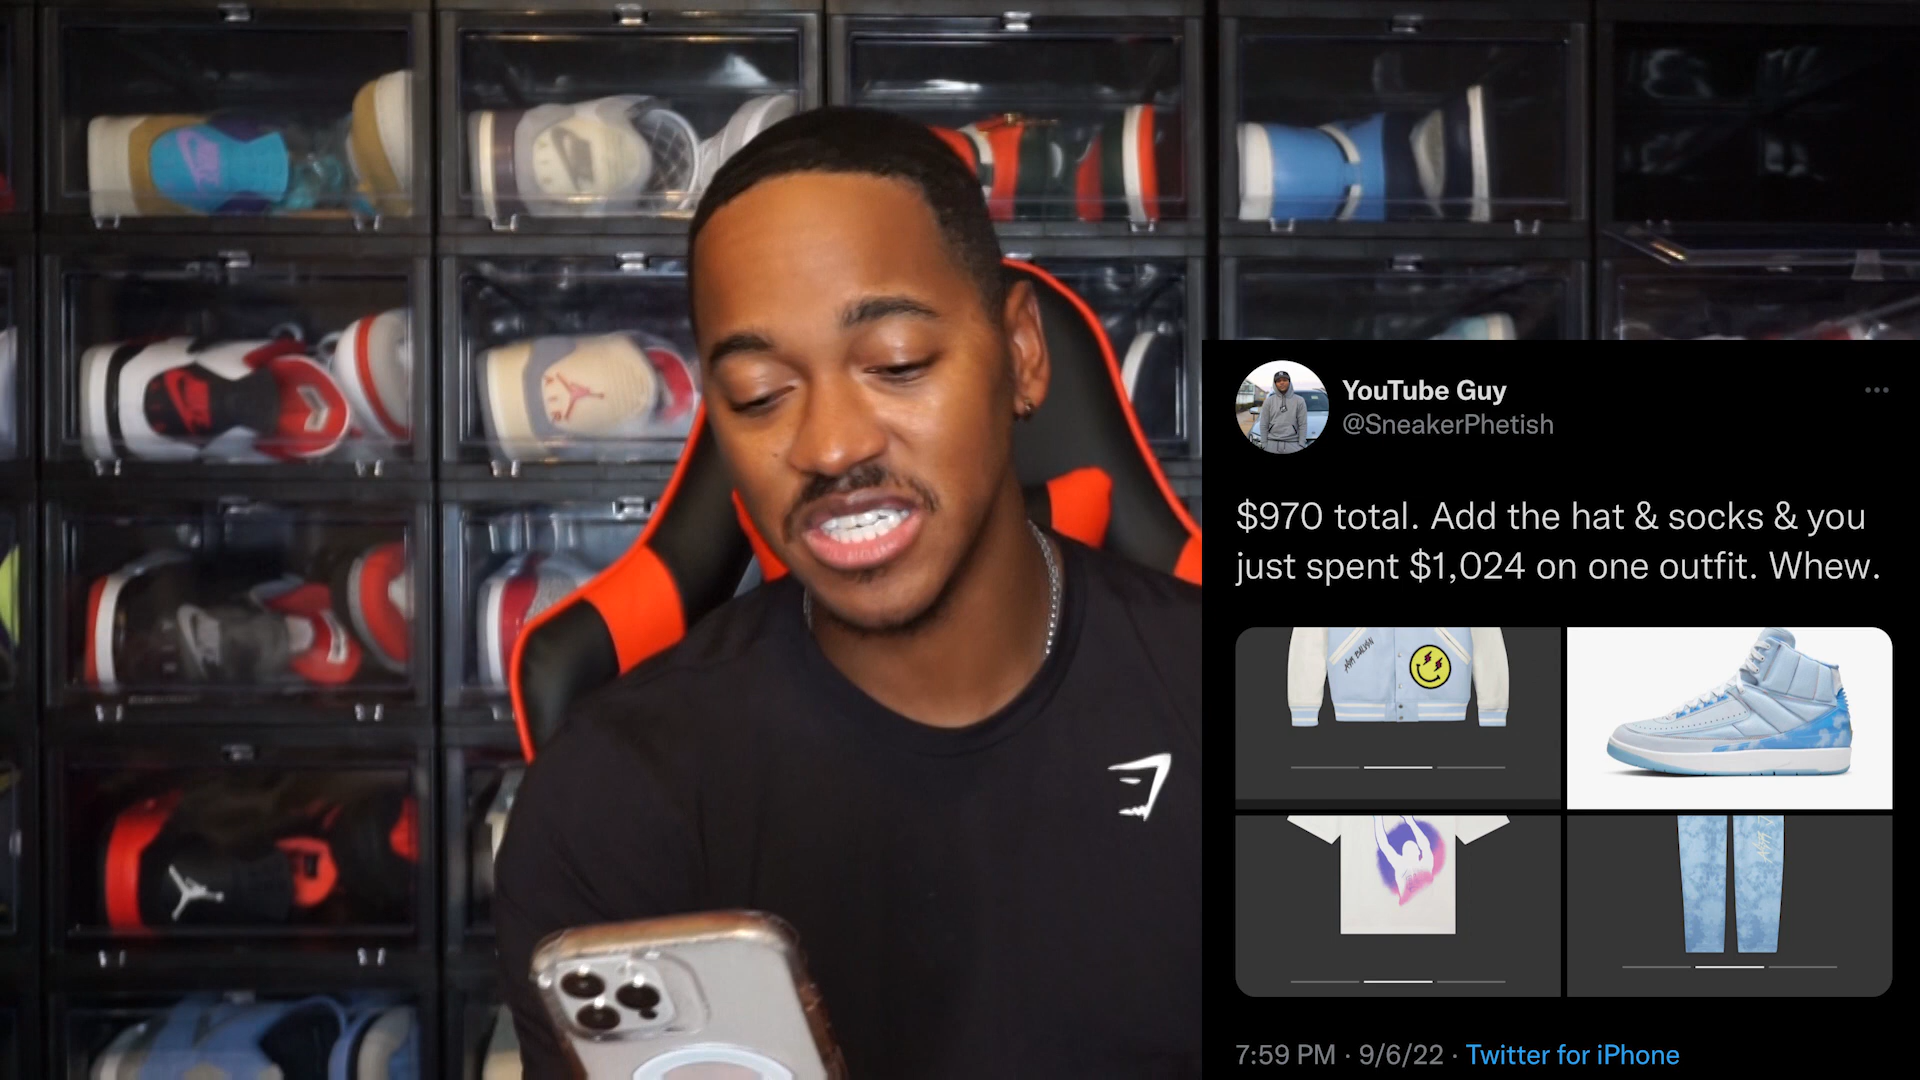 YouTube Guy
@SneakerPhetish
$970 total. Add the hat & socks & you
just spent $1,024 on one outfit. Whew.
7:59 PM · 9/6/22 · Twitter for iPhone